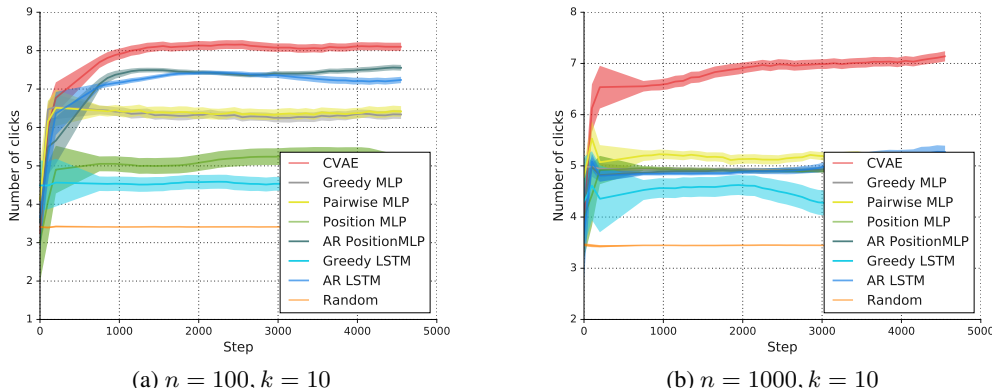 9
8
7
6
5
4
3
2
1
Number of clicks
0
1000
2000
3000
4000
5000
Step
CVAE
Greedy MLP
Pairwise MLP
Position MLP
AR PositionMLP
Greedy LSTM
AR LSTM
Random
(a) n = 100, k = 10
8
7
6
5
4
3
2
Number of clicks
0
1000
2000
3000
4000
5000
Step
CVAE
Greedy MLP
Pairwise MLP
Position MLP
AR PositionMLP
Greedy LSTM
AR LSTM
Random
(b) n = 1000, k = 10